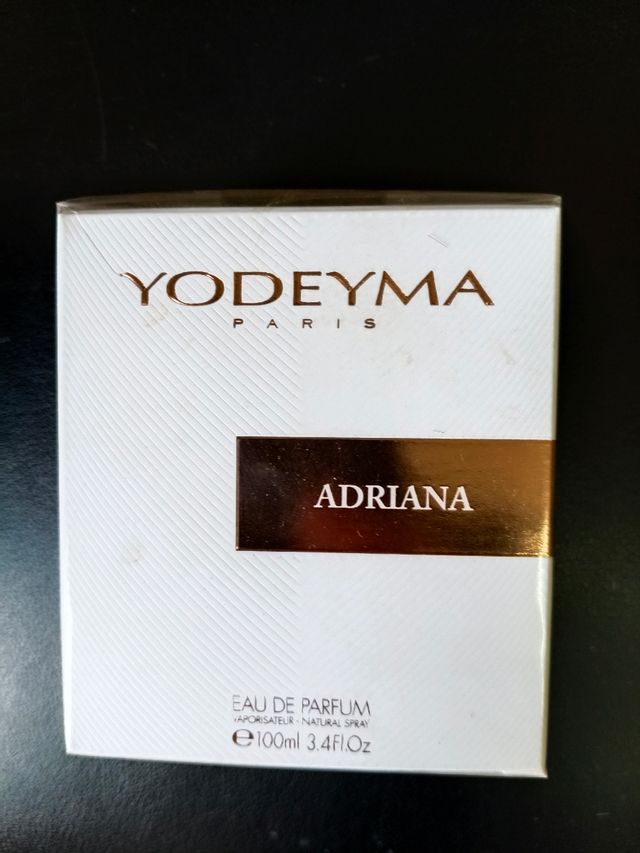 YODEYMA
PARIS
ADRIANA
EAU DE PARFUM
VAPORISATEUR - NATURAL SPRAY
℮100ml 3.4Fl.Oz